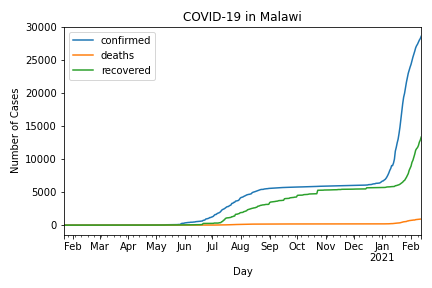 COVID-19 in Malawi
confirmed
deaths
recovered
Number of Cases
30000
25000
20000
15000
10000
5000
0
Feb Mar Apr May Jun Jul Aug Sep Oct Nov Dec Jan Feb
2021
Day